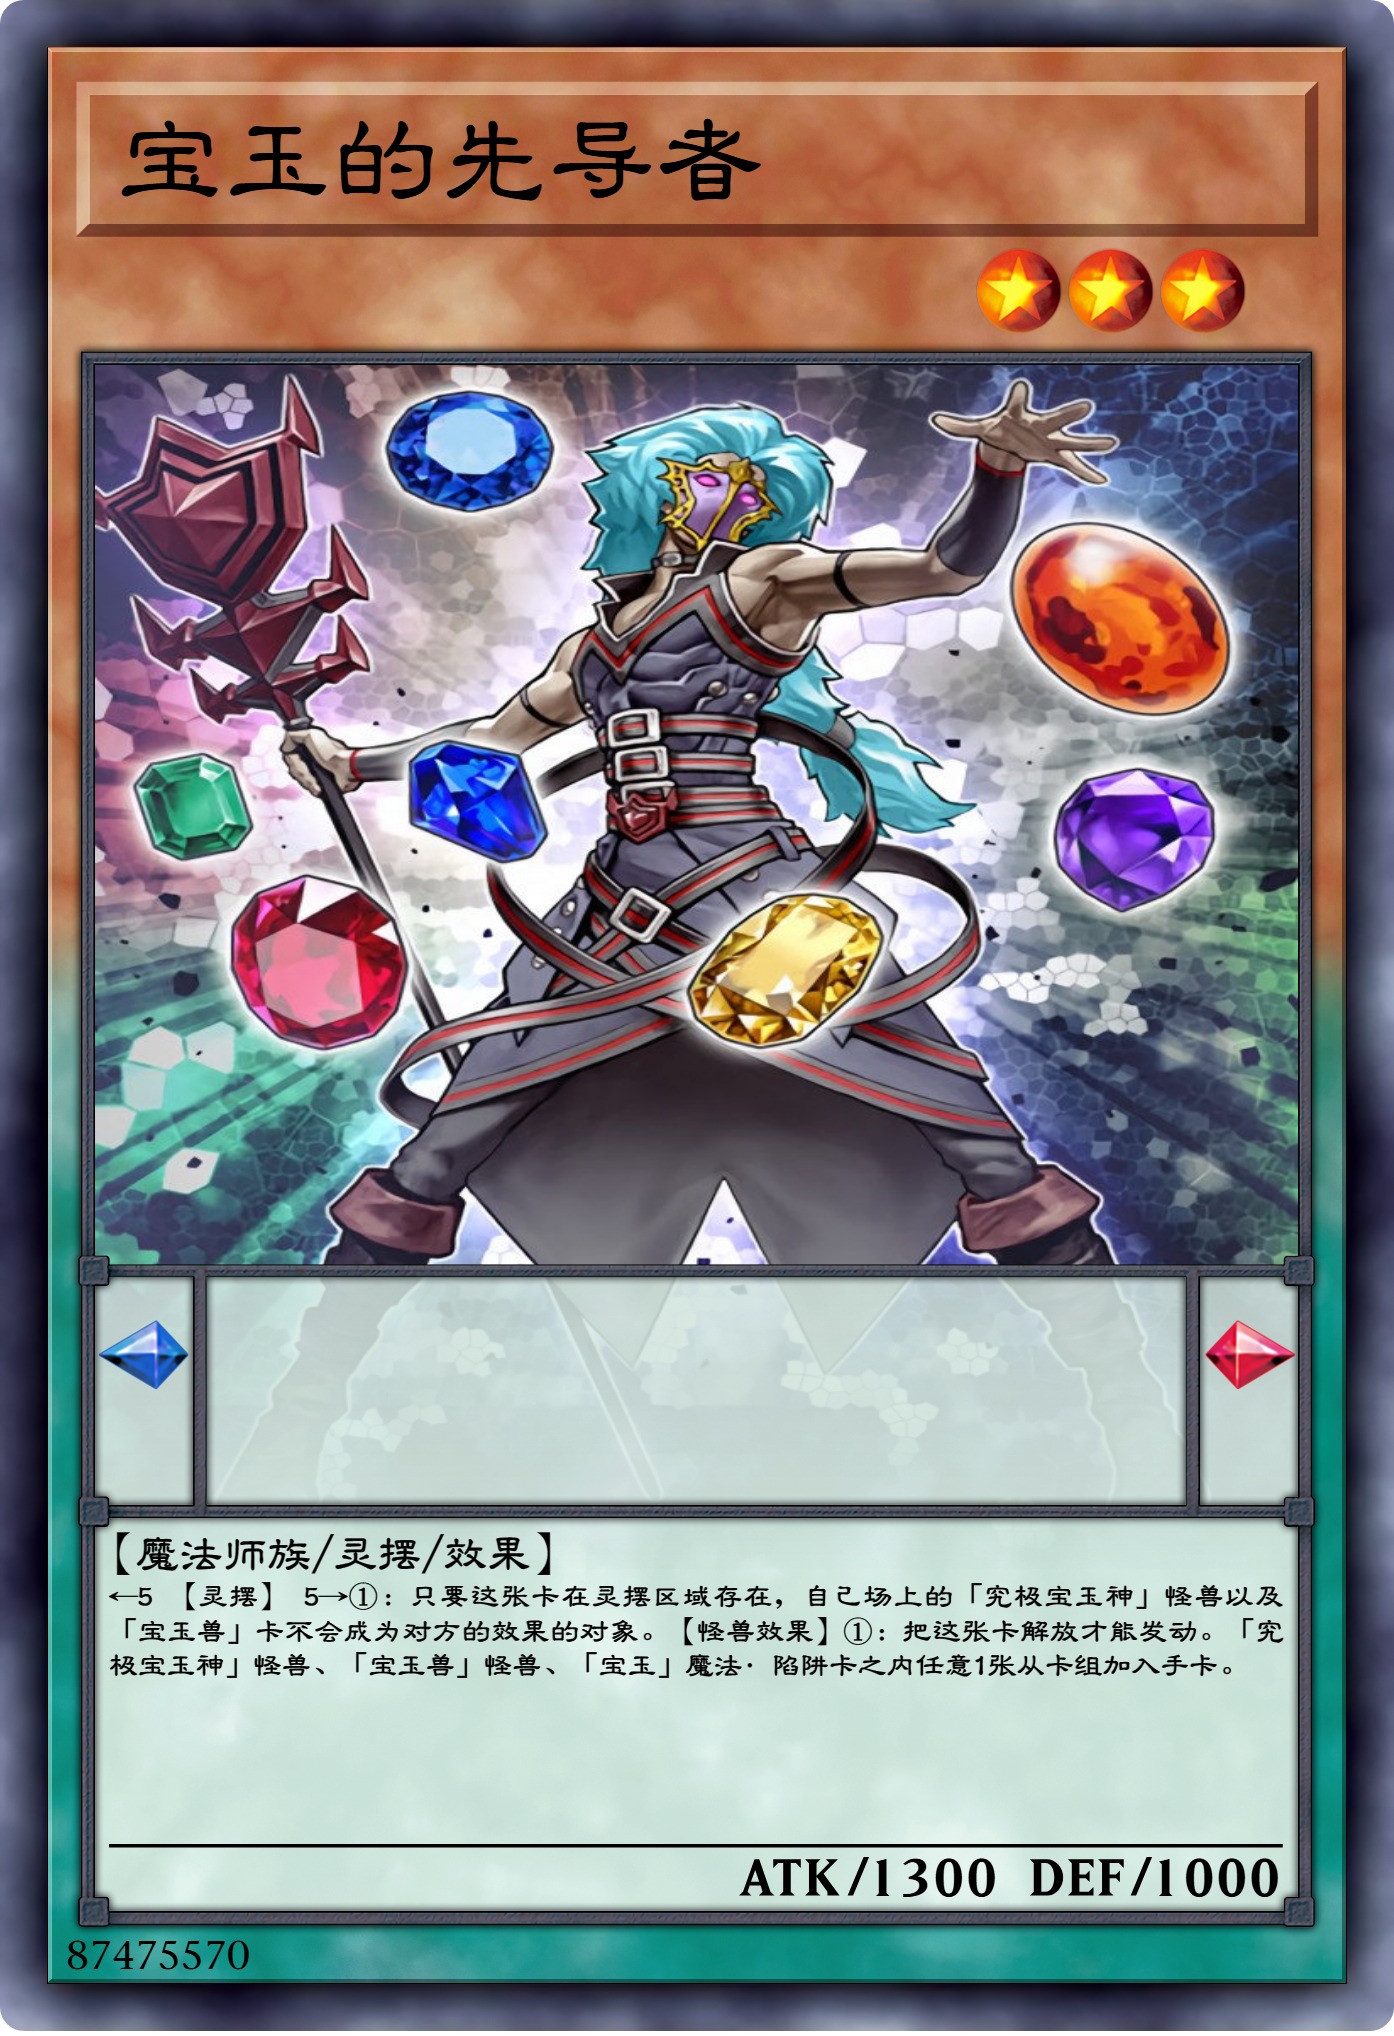 宝玉的先导者
【魔法师族/灵摆/效果】
←5 【灵摆】 5→①：只要这张卡在灵摆区域存在，自己场上的「究极宝玉神」怪兽以及
「宝玉兽」卡不会成为对方的效果的对象。【怪兽效果】①：把这张卡解放才能发动。「究
极宝玉神」怪兽、「宝玉兽」怪兽、「宝玉」魔法·陷阱卡之内任意1张从卡组加入手卡。
ATK/1300 DEF/1000
87475570